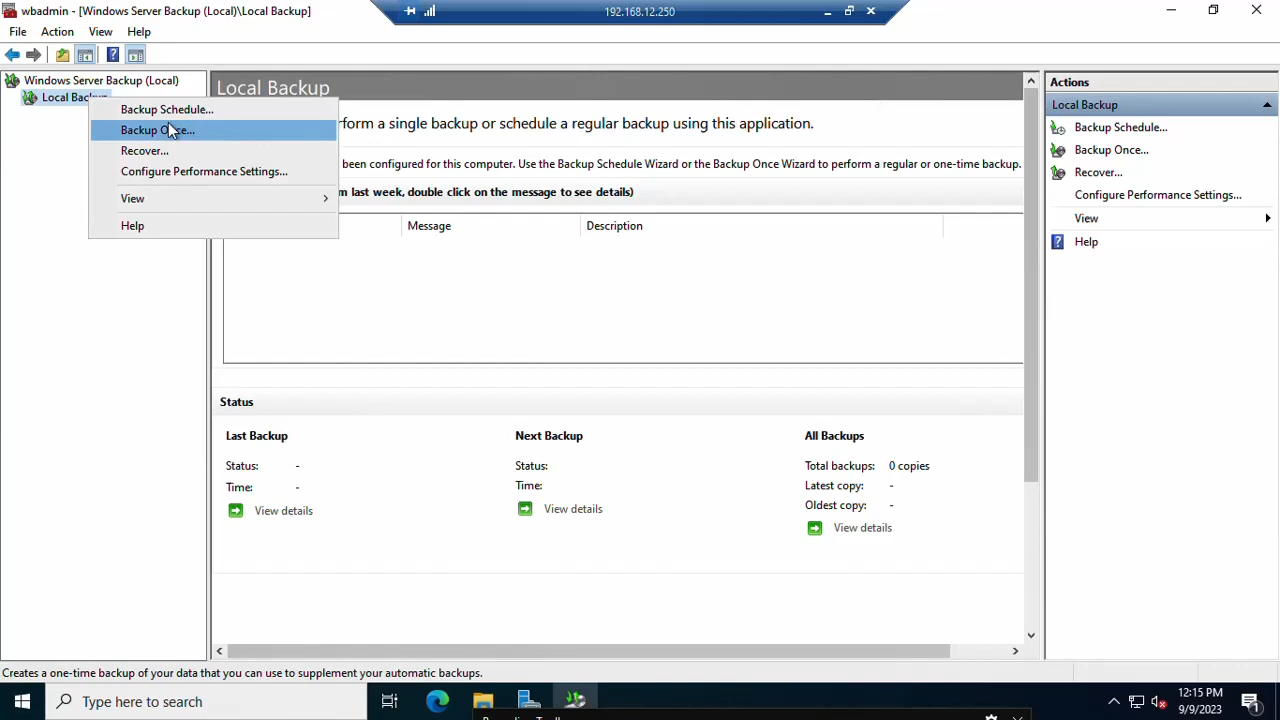 wbadmin - [Windows Server Backup (Local)\Local Backup]
192.168.12.250
File Action View Help
Windows Server Backup (Local)
Local
Backup Schedule...
Backup
Recover...
Configure Performance Settings...
View
Help
Local Backup
form a single backup or schedule a regular backup using this application.
been configured for this computer. Use the Backup Schedule Wizard or the Backup Once Wizard to perform a regular or one-time backup.
m last week, double click on the message to see details)
Message Description
Status
Last Backup
Status: -
Time: -
View details
Next Backup
Status:
Time:
View details
All Backups
Total backups: 0 copies
Latest copy: -
Oldest copy: -
View details
Actions
Local Backup
Backup Schedule...
Backup Once...
Recover...
Configure Performance Settings...
View
Help
Creates a one-time backup of your data that you can use to supplement your automatic backups.
Type here to search
12:15 PM
9/9/2023
1